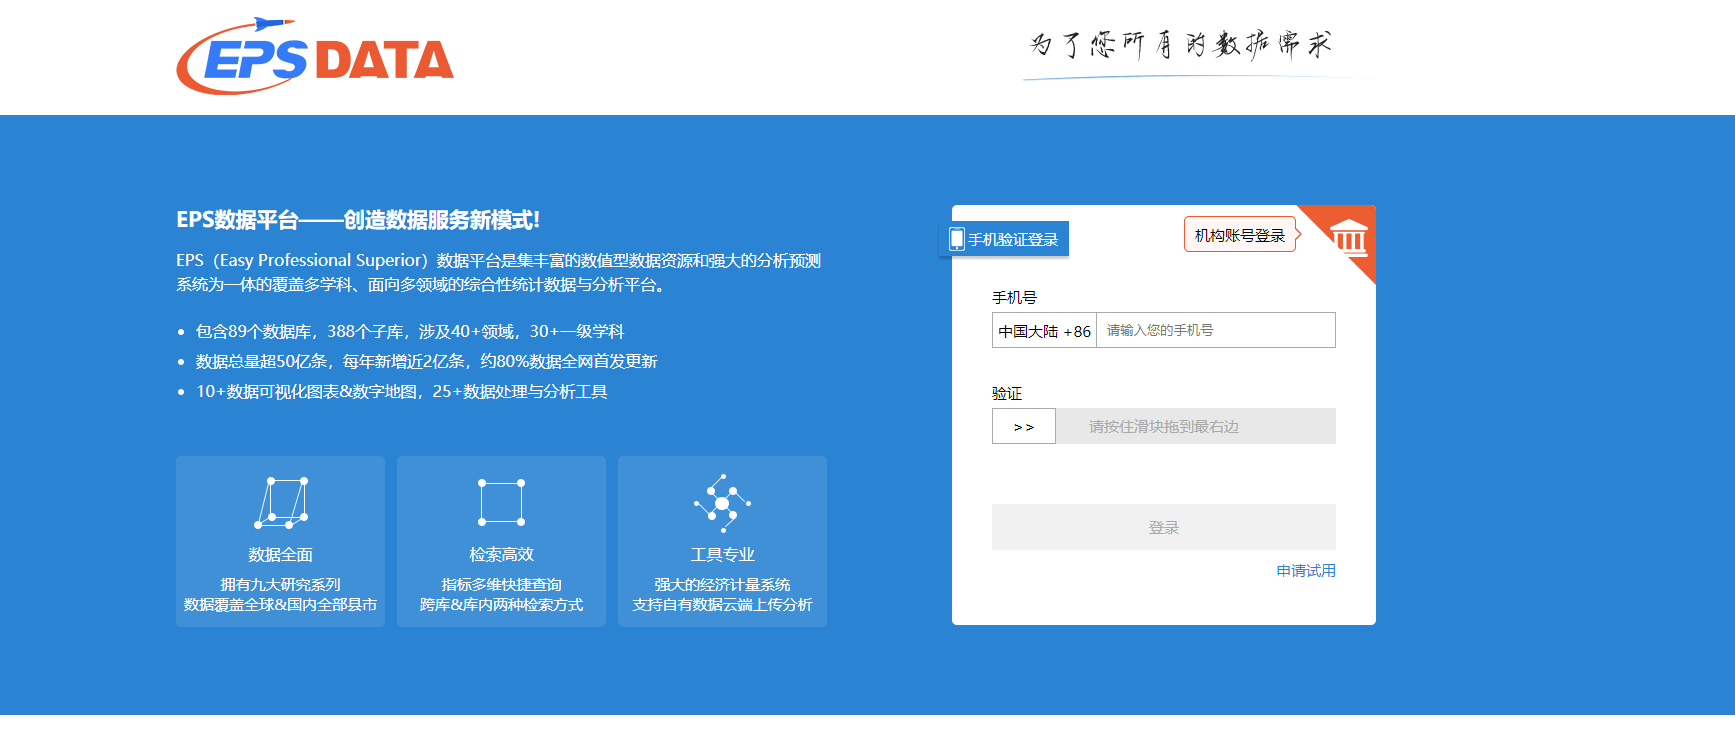 EPS DATA
为了您所有的数据需求
EPS数据平台——创造数据服务新模式!
EPS（Easy Professional Superior）数据平台是集丰富的数值型数据资源和强大的分析预测
系统为一体的覆盖多学科、面向多领域的综合性统计数据与分析平台。
包含89个数据库，388个子库，涉及40+领域，30+一级学科
数据总量超50亿条，每年新增近2亿条，约80%数据全网首发更新
10+数据可视化图表&数字地图，25+数据处理与分析工具
数据全面
拥有九大研究系列
数据覆盖全球&国内全部县市
检索高效
指标多维快捷查询
跨库&库内两种检索方式
工具专业
强大的经济计量系统
支持自有数据云端上传分析
手机验证登录
机构账号登录
手机号
中国大陆 +86
请输入您的手机号
验证
>>
请按住滑块拖到最右边
登录
申请试用